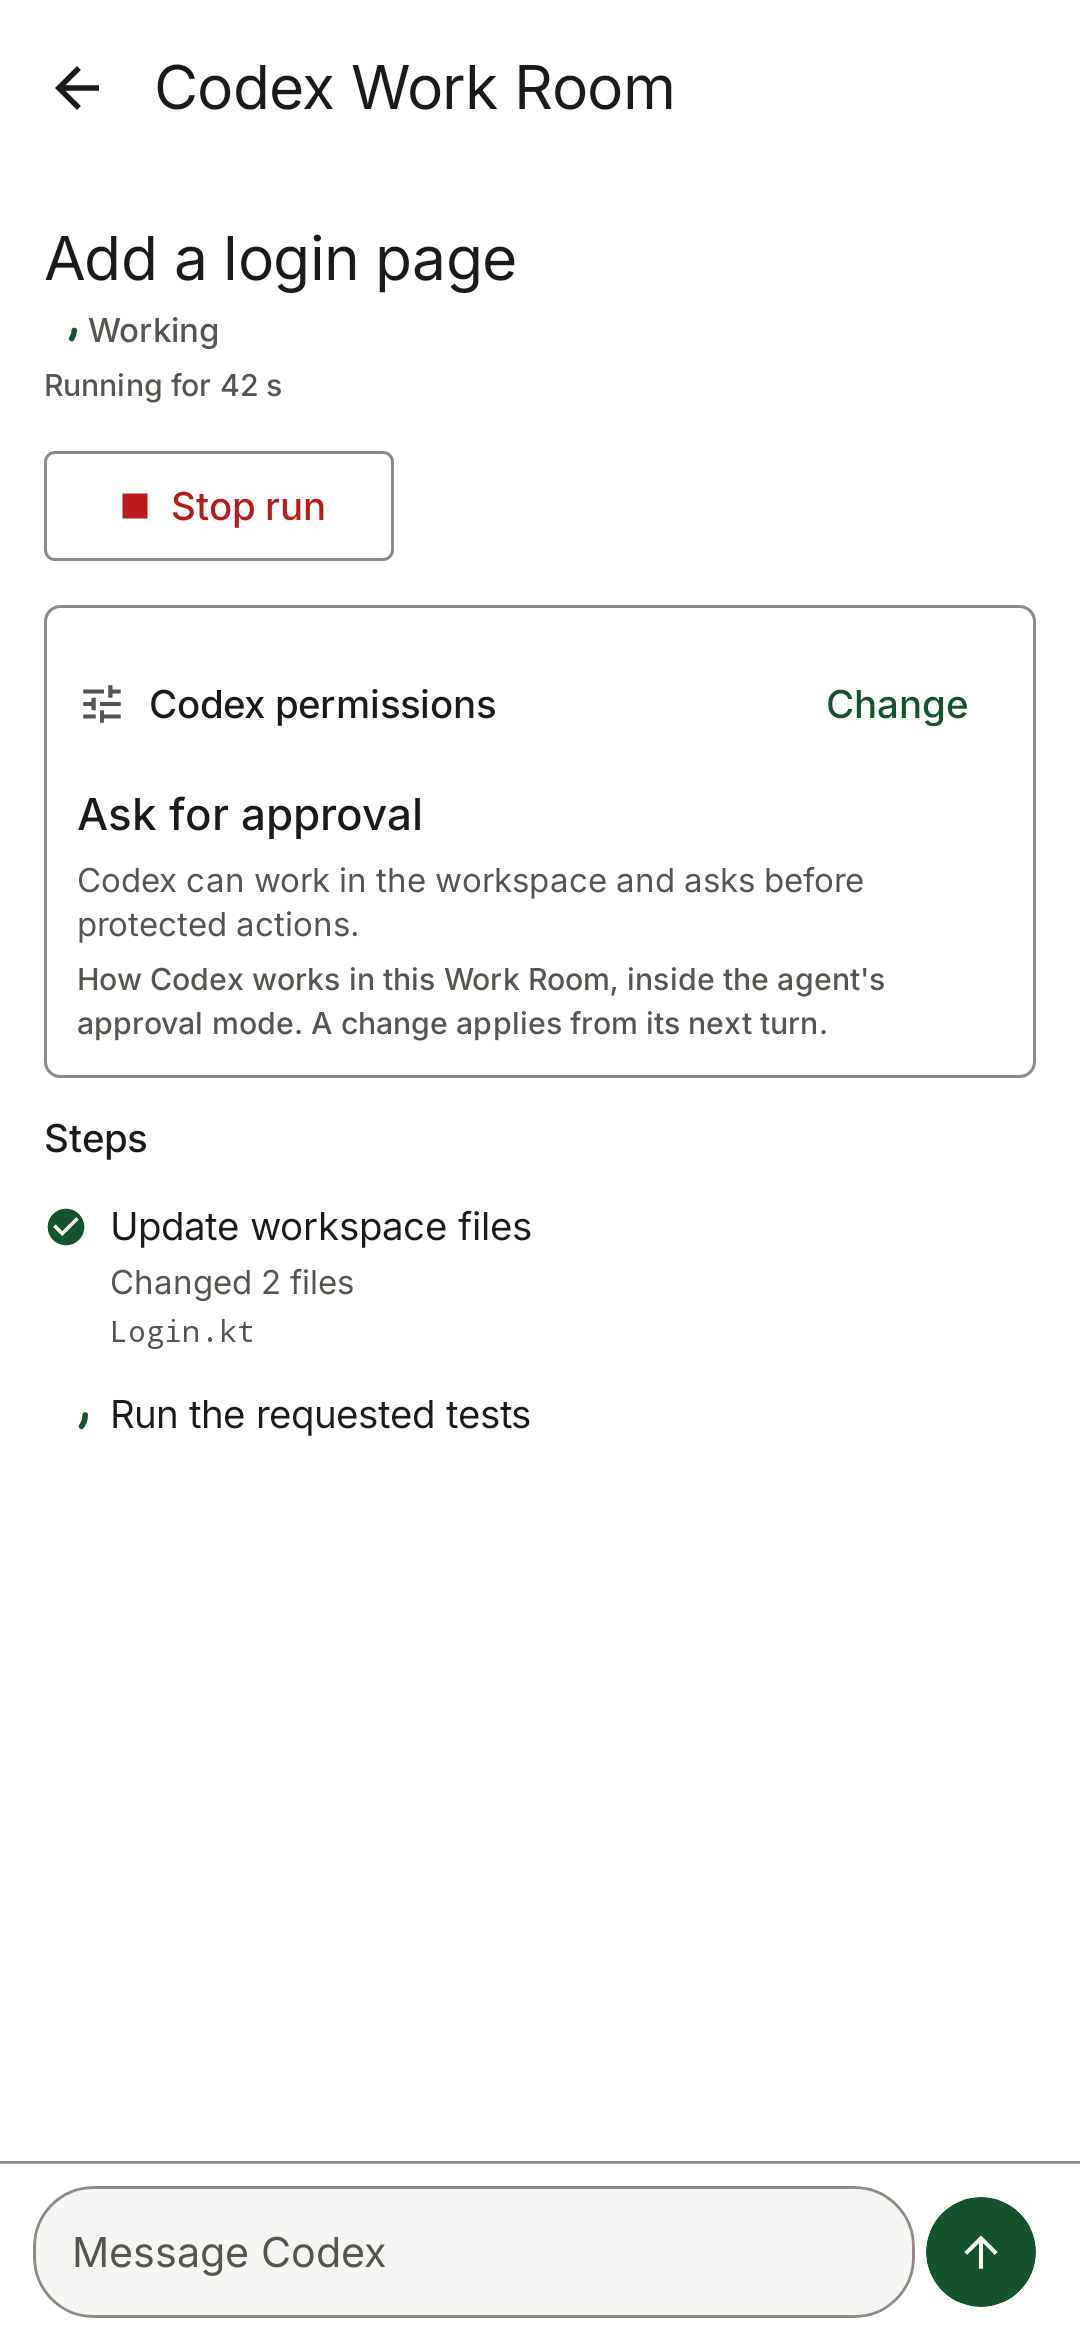 Codex Work Room
Add a login page
Working
Running for 42 s
Stop run
Codex permissions
Change
Ask for approval
Codex can work in the workspace and asks before
protected actions.
How Codex works in this Work Room, inside the agent's
approval mode. A change applies from its next turn.
Steps
Update workspace files
Changed 2 files
Login.kt
Run the requested tests
Message Codex